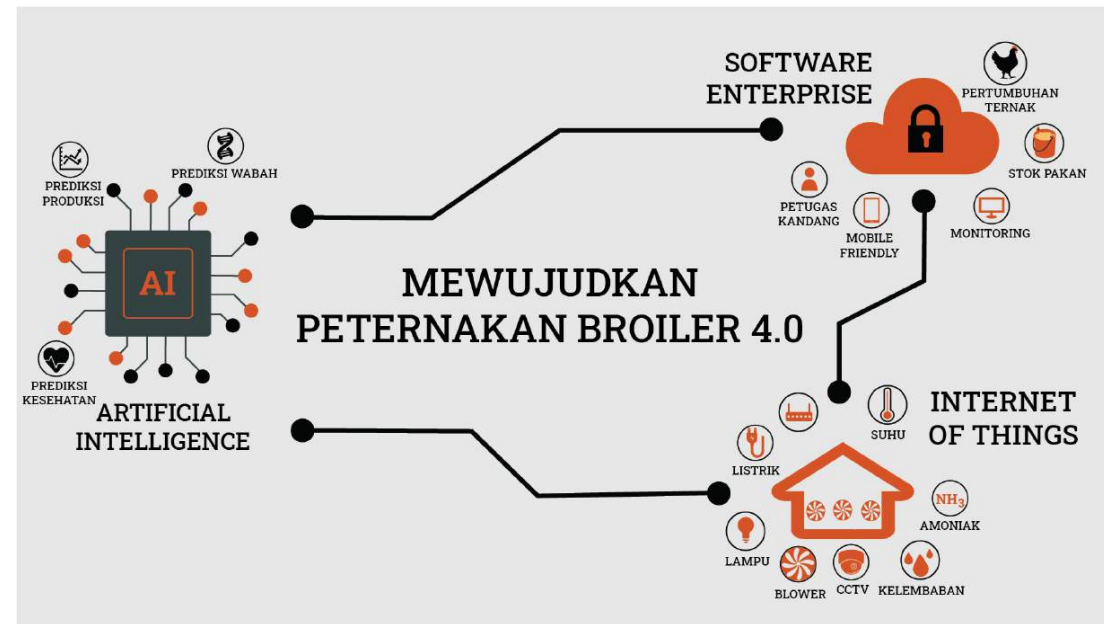 SOFTWARE
ENTERPRISE
PERTUMBUHAN
TERNAK
STOK PAKAN
PETUGAS
KANDANG
MOBILE
FRIENDLY
MONITORING
PREDIKSI
PRODUKSI
PREDIKSI WABAH
AI
PREDIKSI
KESEHATAN
ARTIFICIAL
INTELLIGENCE
MEWUJUDKAN
PETERNAKAN BROILER 4.0
INTERNET
OF THINGS
SUHU
LISTRIK
NH₃
AMONIAK
LAMPU
BLOWER
CCTV
KELEMBABAN